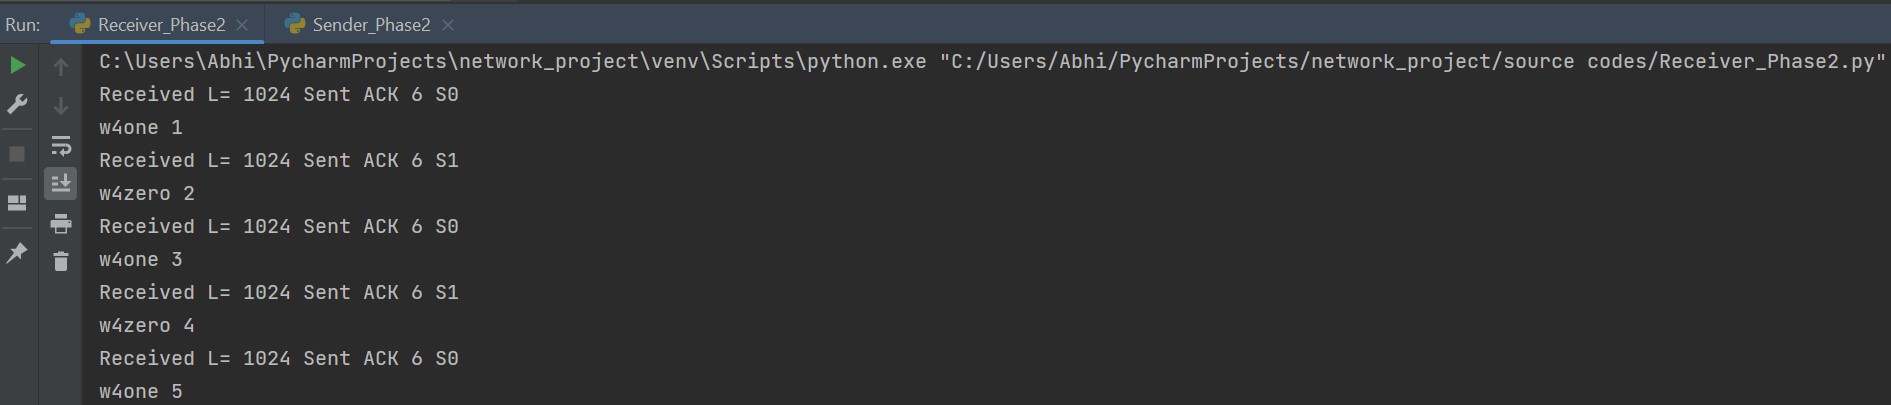 Run: Receiver_Phase2 Sender_Phase2
C:\Users\Abhi\PycharmProjects\network_project\venv\Scripts\python.exe "C:/Users/Abhi/PycharmProjects/network_project/source codes/Receiver_Phase2.py"
Received L= 1024 Sent ACK 6 S0
w4one 1
Received L= 1024 Sent ACK 6 S1
w4zero 2
Received L= 1024 Sent ACK 6 S0
w4one 3
Received L= 1024 Sent ACK 6 S1
w4zero 4
Received L= 1024 Sent ACK 6 S0
w4one 5